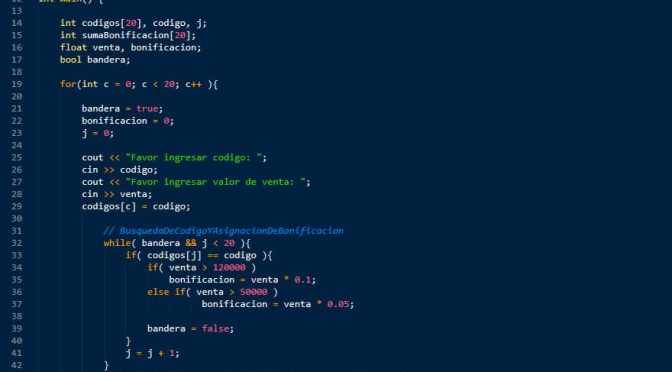 12 int main() {
13
14 int codigos[20], codigo, j;
15 int sumaBonificacion[20];
16 float venta, bonificacion;
17 bool bandera;
18
19 for(int c = 0; c < 20; c++ ){
20
21 bandera = true;
22 bonificacion = 0;
23 j = 0;
24
25 cout << "Favor ingresar codigo: ";
26 cin >> codigo;
27 cout << "Favor ingresar valor de venta: ";
28 cin >> venta;
29 codigos[c] = codigo;
30
31 // BusquedaDeCodigoYAsignacionDeBonificacion
32 while( bandera && j < 20 ){
33 if( codigos[j] == codigo ){
34 if( venta > 120000 )
35 bonificacion = venta * 0.1;
36 else if( venta > 50000 )
37 bonificacion = venta * 0.05;
38
39 bandera = false;
40 }
41 j = j + 1;
42 }